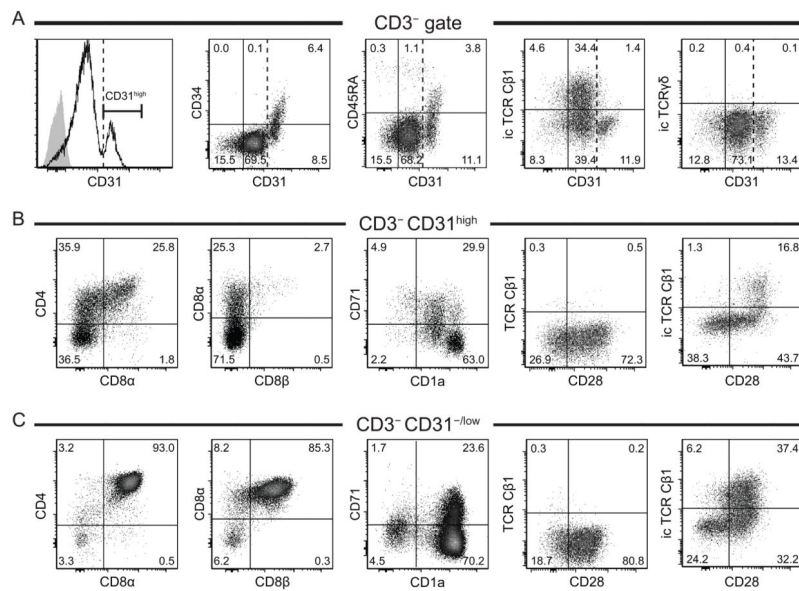 A CD3⁻ gate
CD31ʰⁱᵍʰ
CD31
CD34
0.0 0.1 6.4
15.5 69.5 8.5
CD31
CD45RA
0.3 1.1 3.8
15.5 68.2 11.1
CD31
ic TCR Cβ1
4.6 34.4 1.4
8.3 39.4 11.9
CD31
ic TCRγδ
0.2 0.4 0.1
12.8 73.1 13.4
CD31
B CD3⁻ CD31ʰⁱᵍʰ
CD4
35.9 25.8
36.5 1.8
CD8α
CD8α
25.3 2.7
71.5 0.5
CD8β
CD71
4.9 29.9
2.2 63.0
CD1a
TCR Cβ1
0.3 0.5
26.9 72.3
CD28
ic TCR Cβ1
1.3 16.8
38.3 43.7
CD28
C CD3⁻ CD31⁻/ˡᵒʷ
CD4
3.2 93.0
3.3 0.5
CD8α
CD8α
8.2 85.3
6.2 0.3
CD8β
CD71
1.7 23.6
4.5 70.2
CD1a
TCR Cβ1
0.3 0.2
18.7 80.8
CD28
ic TCR Cβ1
6.2 37.4
24.2 32.2
CD28